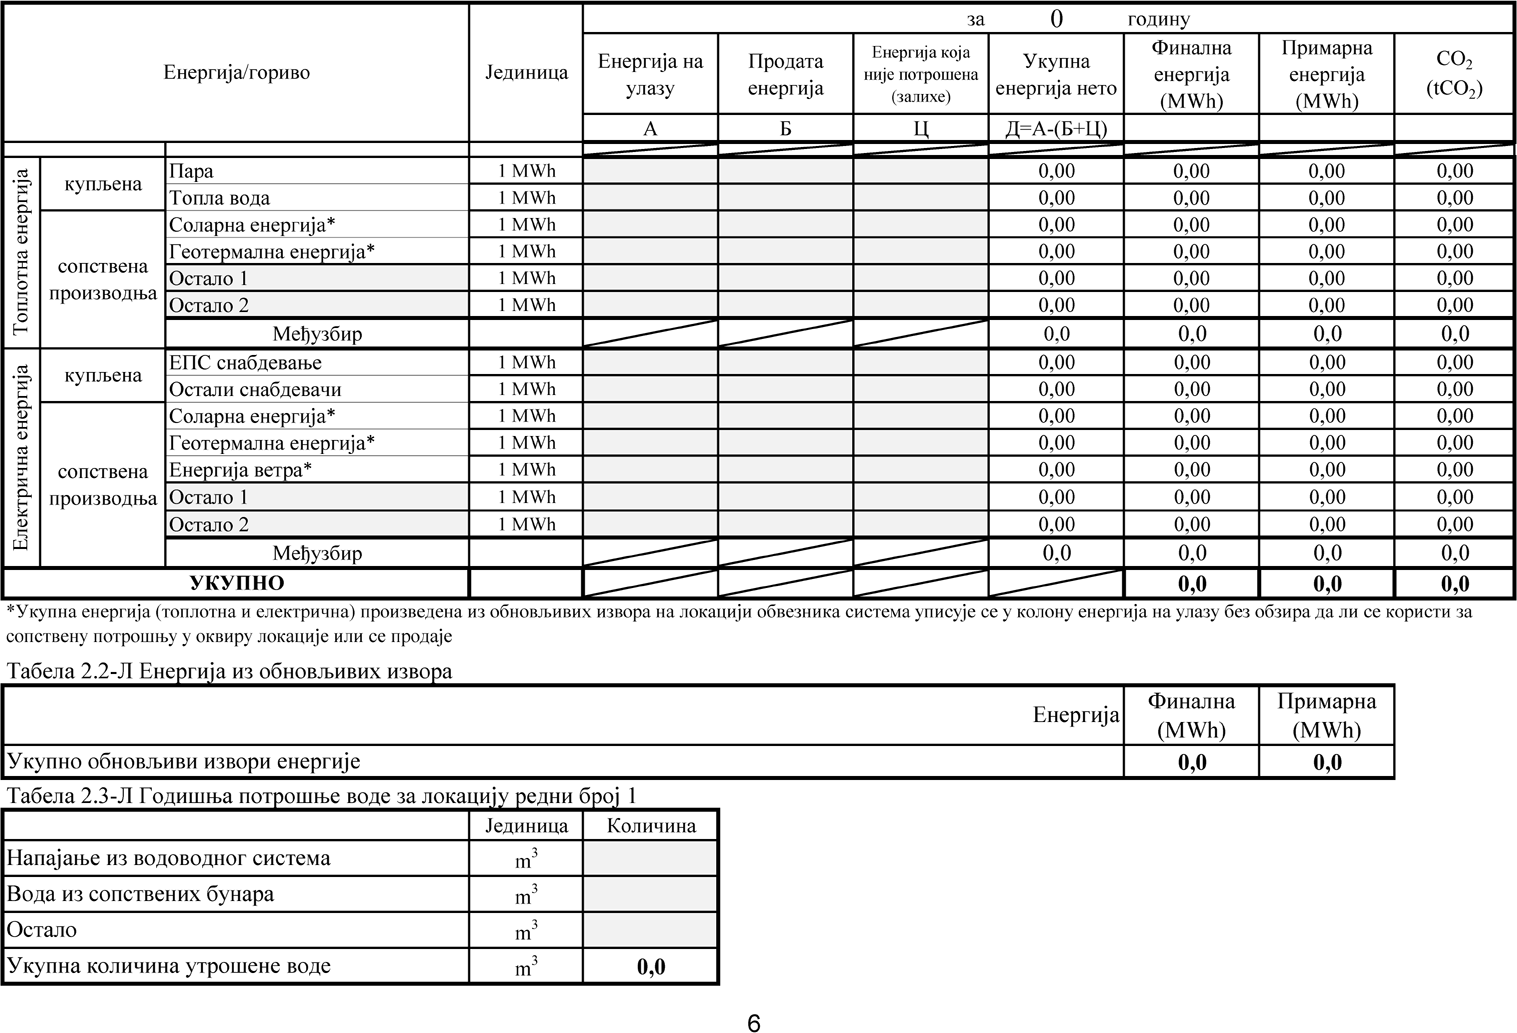 за 0 годину
Енергија/гориво Јединица Енергија на улазу Продата енергија Енергија која није потрошена (залихе) Укупна енергија нето Финална енергија (MWh) Примарна енергија (MWh) CO2 (tCO2)
А Б Ц Д=А-(Б+Ц)
Топлотна енергија
купљена
Пара 1 MWh 0,00 0,00 0,00 0,00
Топла вода 1 MWh 0,00 0,00 0,00 0,00
сопствена производња
Соларна енергија* 1 MWh 0,00 0,00 0,00 0,00
Геотермална енергија* 1 MWh 0,00 0,00 0,00 0,00
Остало 1 1 MWh 0,00 0,00 0,00 0,00
Остало 2 1 MWh 0,00 0,00 0,00 0,00
Међузбир 0,0 0,0 0,0 0,0
Електрична енергија
купљена
ЕПС снабдевање 1 MWh 0,00 0,00 0,00 0,00
Остали снабдевачи 1 MWh 0,00 0,00 0,00 0,00
сопствена производња
Соларна енергија* 1 MWh 0,00 0,00 0,00 0,00
Геотермална енергија* 1 MWh 0,00 0,00 0,00 0,00
Енергија ветра* 1 MWh 0,00 0,00 0,00 0,00
Остало 1 1 MWh 0,00 0,00 0,00 0,00
Остало 2 1 MWh 0,00 0,00 0,00 0,00
Међузбир 0,0 0,0 0,0 0,0
УКУПНО 0,0 0,0 0,0
*Укупна енергија (топлотна и електрична) произведена из обновљивих извора на локацији обвезника система уписује се у колону енергија на улазу без обзира да ли се користи за
сопствену потрошњу у оквиру локације или се продаје
Табела 2.2-Л Енергија из обновљивих извора
Енергија Финална (MWh) Примарна (MWh)
Укупно обновљиви извори енергије 0,0 0,0
Табела 2.3-Л Годишња потрошње воде за локацију редни број 1
Јединица Количина
Напајање из водоводног система m3
Вода из сопствених бунара m3
Остало m3
Укупна количина утрошене воде m3 0,0
6